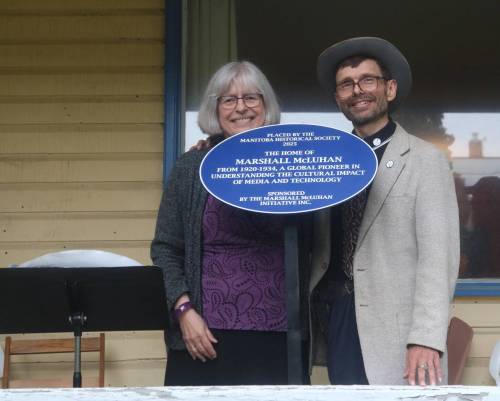 PLACED BY THE
MANITOBA HISTORICAL SOCIETY
2025
THE HOME OF
MARSHALL McLUHAN
FROM 1920-1934, A GLOBAL PIONEER IN
UNDERSTANDING THE CULTURAL IMPACT
OF MEDIA AND TECHNOLOGY
SPONSORED
BY THE MARSHALL McLUHAN
INITIATIVE INC.